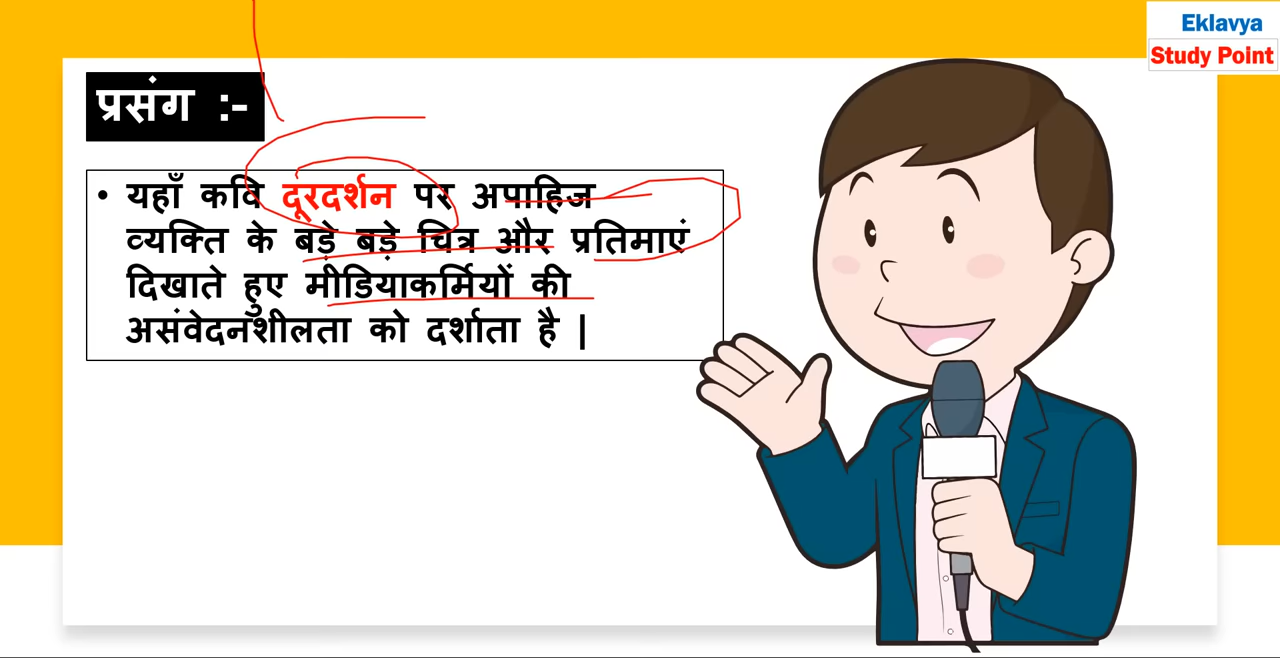 Eklavya
Study Point
प्रसंग :-
• यहाँ कवि दूरदर्शन पर अपाहिज
व्यक्ति के बड़े बड़े चित्र और प्रतिमाएं
दिखाते हुए मीडियाकर्मियों की
असंवेदनशीलता को दर्शाता है |